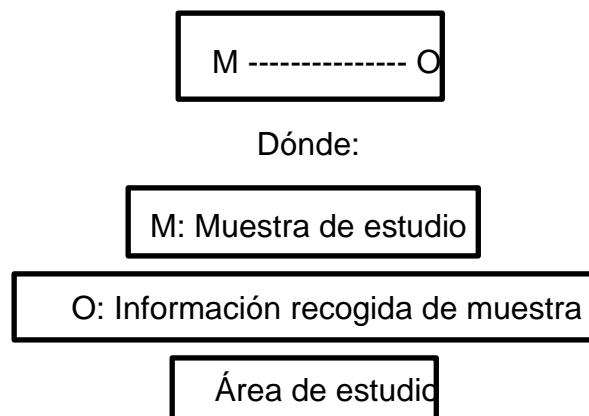 M --------------- O
Dónde:
M: Muestra de estudio
O: Información recogida de muestra
Área de estudio